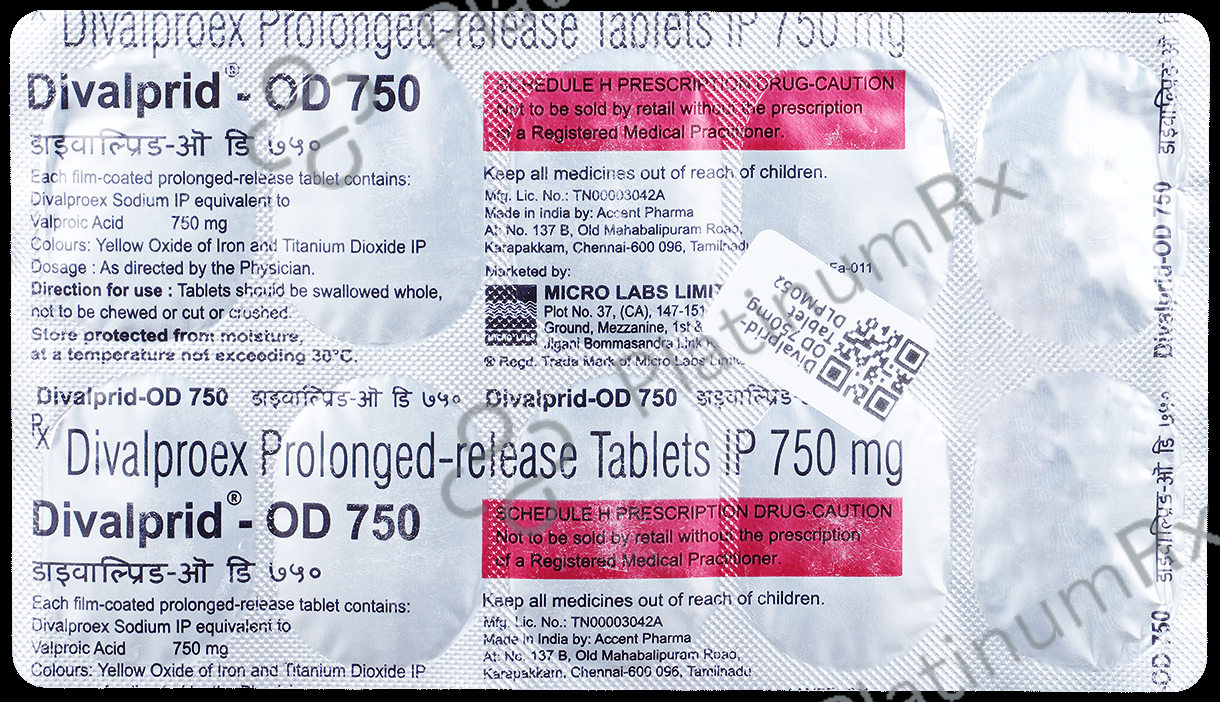 Divalproex Prolonged-release Tablets IP 750 mg
Divalprid® - OD 750
डाइवाल्प्रिड-ओ डि ७५०
Each film-coated prolonged-release tablet contains:
Divalproex Sodium IP equivalent to
Valproic Acid 750 mg
Colours: Yellow Oxide of Iron and Titanium Dioxide IP
Dosage : As directed by the Physician.
Direction for use : Tablets should be swallowed whole,
not to be chewed or cut or crushed.
Store protected from moisture,
at a temperature not exceeding 30°C.
SCHEDULE H PRESCRIPTION DRUG-CAUTION
Not to be sold by retail without the prescription
of a Registered Medical Practitioner.
Keep all medicines out of reach of children.
Mfg. Lic. No.: TN00003042A
Made in India by: Accent Pharma
At: No. 137 B, Old Mahabalipuram Road,
Karapakkam, Chennai-600 096, Tamilnadu
Marketed by:
MICRO LABS
MICRO LABS LIMIT
Plot No. 37, (CA), 147-151
Ground, Mezzanine, 1st &
Jigani Bommasandra Link R
® Regd. Trade Mark of Micro Labs Limite
Fa-011
Divalprid-
OD 750mg
Tablet
DLPM052
Divalprid-OD 750 डाइवाल्प्रिड-ओ डि ७५० Divalprid-OD 750 डाइवाल्प्रिड-
Rx Divalproex Prolonged-release Tablets IP 750 mg
Divalprid® - OD 750
डाइवाल्प्रिड-ओ डि ७५०
Each film-coated prolonged-release tablet contains:
Divalproex Sodium IP equivalent to
Valproic Acid 750 mg
Colours: Yellow Oxide of Iron and Titanium Dioxide IP
SCHEDULE H PRESCRIPTION DRUG-CAUTION
Not to be sold by retail without the prescription
of a Registered Medical Practitioner.
Keep all medicines out of reach of children.
Mfg. Lic. No.: TN00003042A
Made in India by: Accent Pharma
At: No. 137 B, Old Mahabalipuram Road,
Karapakkam, Chennai-600 096, Tamilnadu
OD 750 डाइवाल्प्रिड-ओ डि ७५० Divalprid-OD 750 डाइवाल्प्रिड-ओ
PlatinumRx
PlatinumRx
PlatinumRx